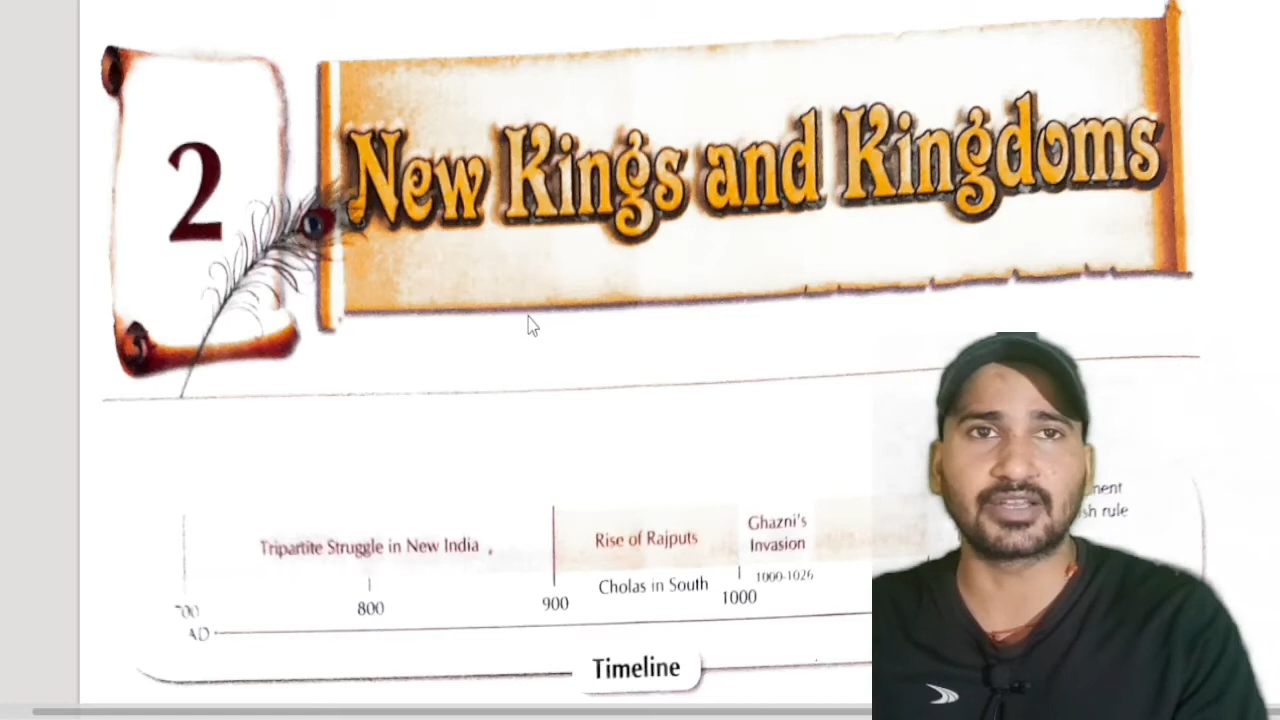 2
New Kings and Kingdoms
Tripartite Struggle in New India
Rise of Rajputs
Ghazni's
Invasion
1000-1026
Cholas in South
800
900
1000
AD
Timeline
rule